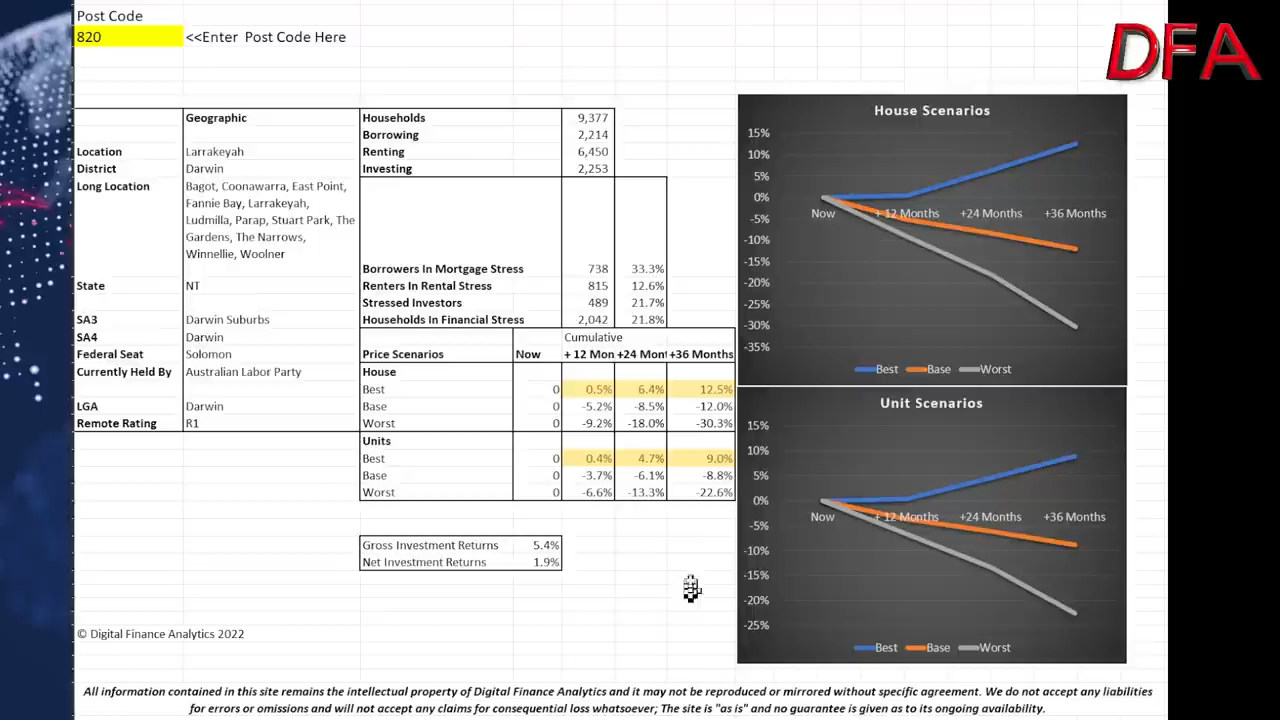 Post Code
820 <<Enter Post Code Here
DFA
Geographic Households 9,377
Borrowing 2,214
Location Larrakeyah Renting 6,450
District Darwin Investing 2,253
Long Location Bagot, Coonawarra, East Point,
Fannie Bay, Larrakeyah,
Ludmilla, Parap, Stuart Park, The
Gardens, The Narrows,
Winnellie, Woolner
Borrowers In Mortgage Stress 738 33.3%
State NT Renters In Rental Stress 815 12.6%
Stressed Investors 489 21.7%
SA3 Darwin Suburbs Households In Financial Stress 2,042 21.8%
SA4 Darwin Cumulative
Federal Seat Solomon Price Scenarios Now + 12 Mon +24 Mont +36 Months
Currently Held By Australian Labor Party House
Best 0 0.5% 6.4% 12.5%
LGA Darwin Base 0 -5.2% -8.5% -12.0%
Remote Rating R1 Worst 0 -9.2% -18.0% -30.3%
Units
Best 0 0.4% 4.7% 9.0%
Base 0 -3.7% -6.1% -8.8%
Worst 0 -6.6% -13.3% -22.6%
Gross Investment Returns 5.4%
Net Investment Returns 1.9%
© Digital Finance Analytics 2022
House Scenarios
15%
10%
5%
0%
Now + 12 Months +24 Months +36 Months
-5%
-10%
-15%
-20%
-25%
-30%
-35%
Best Base Worst
Unit Scenarios
15%
10%
5%
0%
Now + 12 Months +24 Months +36 Months
-5%
-10%
-15%
-20%
-25%
Best Base Worst
All information contained in this site remains the intellectual property of Digital Finance Analytics and it may not be reproduced or mirrored without specific agreement. We do not accept any liabilities
for errors or omissions and will not accept any claims for consequential loss whatsoever; The site is "as is" and no guarantee is given as to its ongoing availability.